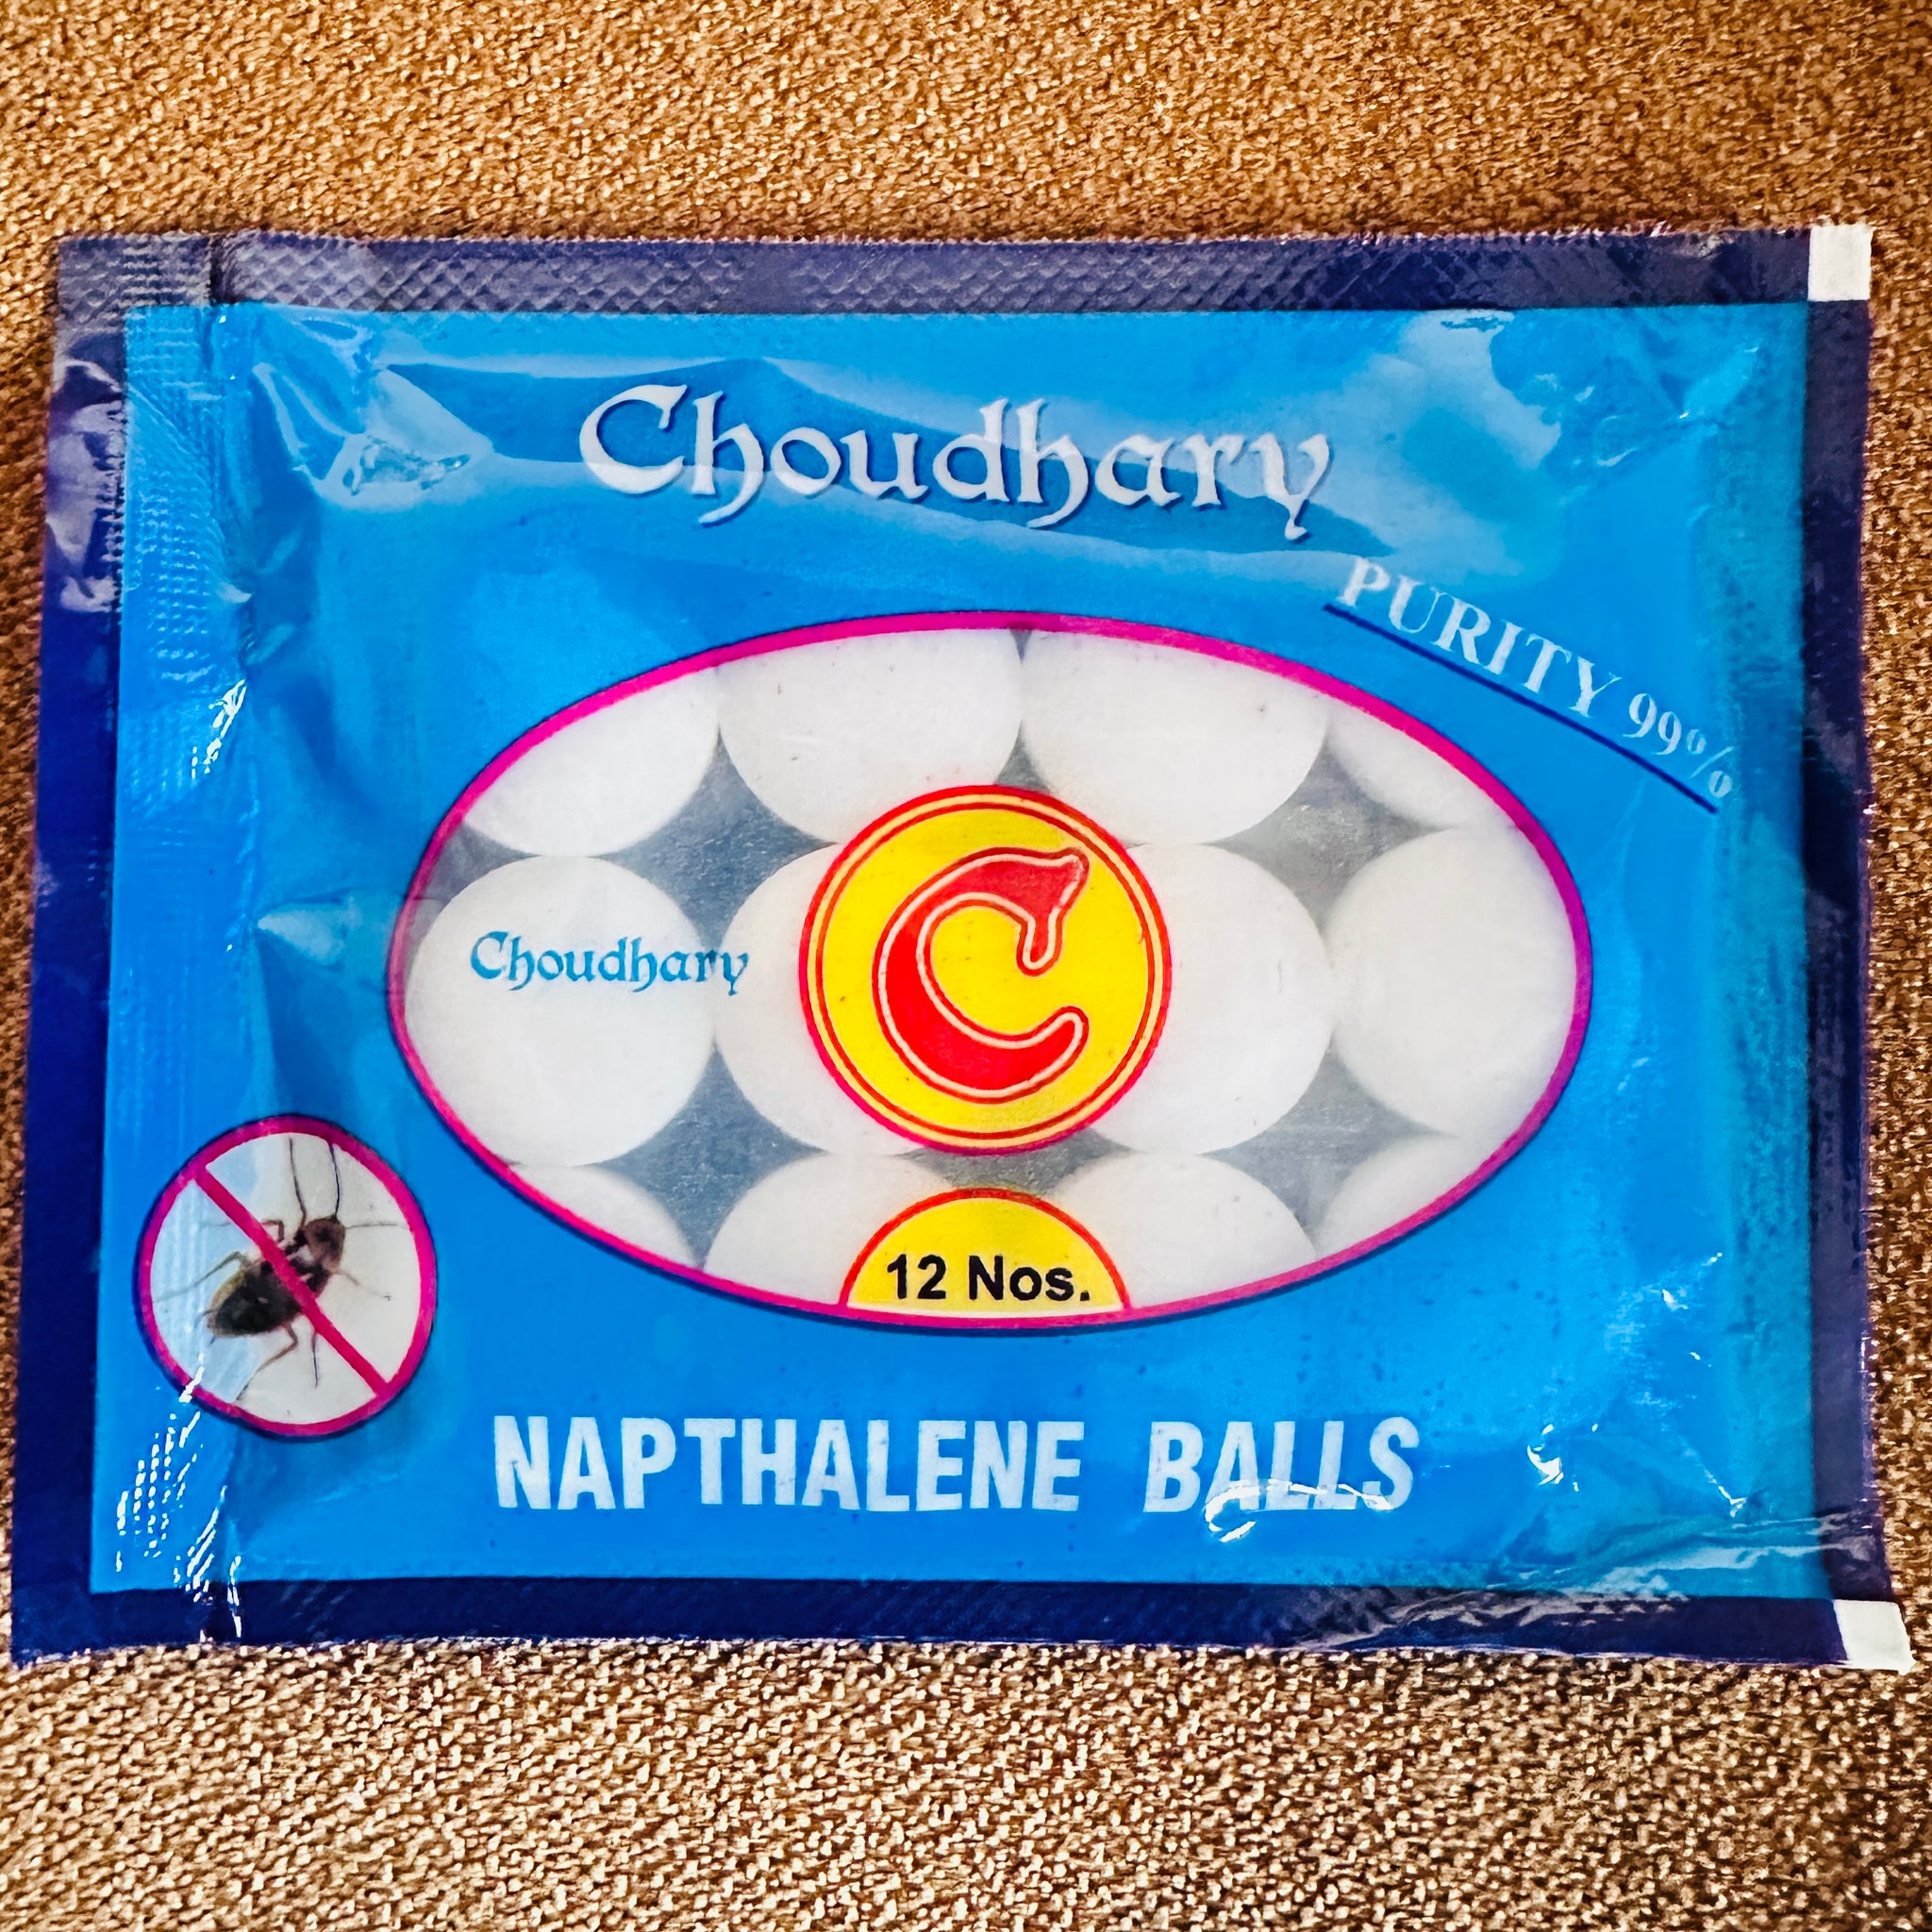 Choudhary
PURITY 99%
Choudhary
C
12 Nos.
NAPTHALENE BALLS